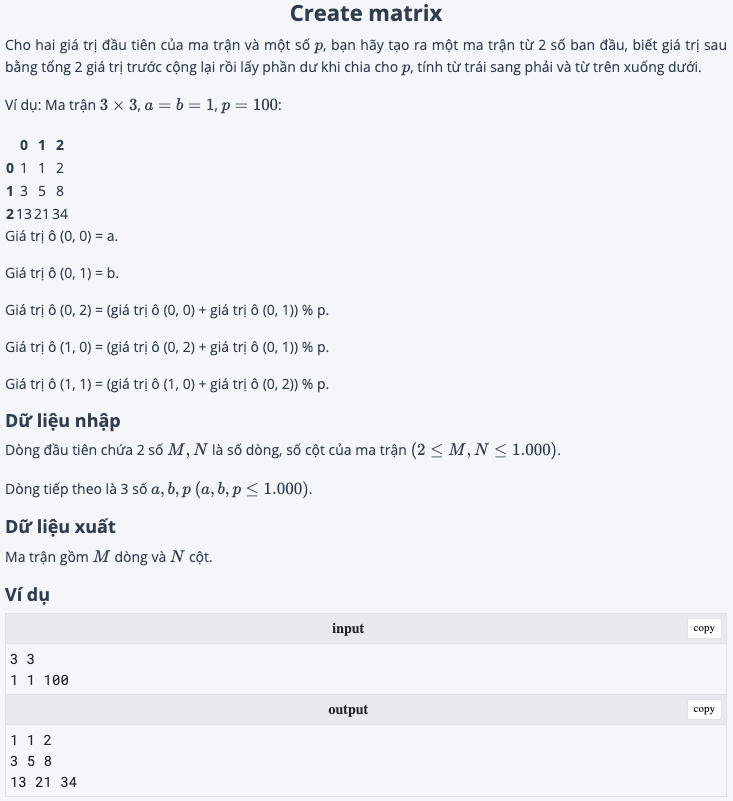 Create matrix
Cho hai giá trị đầu tiên của ma trận và một số p, bạn hãy tạo ra một ma trận từ 2 số ban đầu, biết giá trị sau
bằng tổng 2 giá trị trước cộng lại rồi lấy phần dư khi chia cho p, tính từ trái sang phải và từ trên xuống dưới.
Ví dụ: Ma trận 3 × 3, a = b = 1, p = 100:
0 1 2
0 1 1 2
1 3 5 8
2 13 21 34
Giá trị ô (0, 0) = a.
Giá trị ô (0, 1) = b.
Giá trị ô (0, 2) = (giá trị ô (0, 0) + giá trị ô (0, 1)) % p.
Giá trị ô (1, 0) = (giá trị ô (0, 2) + giá trị ô (0, 1)) % p.
Giá trị ô (1, 1) = (giá trị ô (1, 0) + giá trị ô (0, 2)) % p.
Dữ liệu nhập
Dòng đầu tiên chứa 2 số M, N là số dòng, số cột của ma trận (2 ≤ M, N ≤ 1.000).
Dòng tiếp theo là 3 số a, b, p (a, b, p ≤ 1.000).
Dữ liệu xuất
Ma trận gồm M dòng và N cột.
Ví dụ
input copy
3 3
1 1 100
output copy
1 1 2
3 5 8
13 21 34